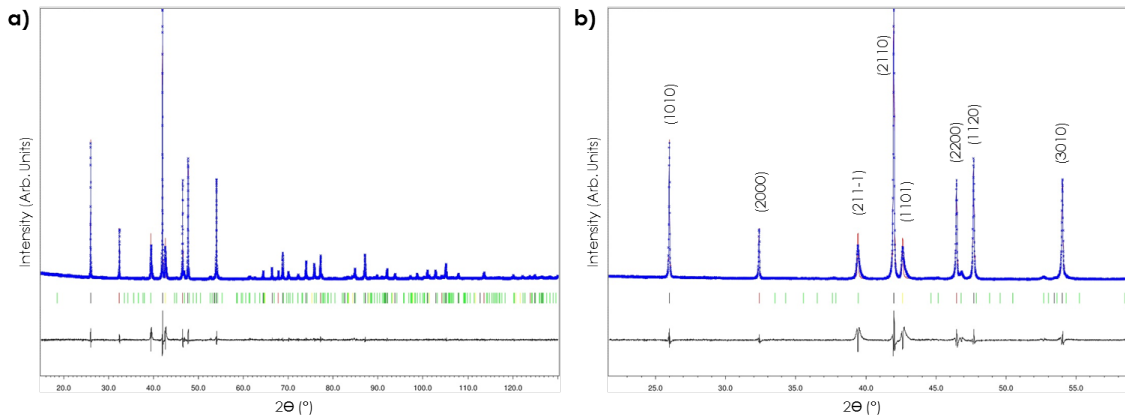 a)
Intensity (Arb. Units)
20.0 30.0 40.0 50.0 60.0 70.0 80.0 90.0 100.0 110.0 120.0
2Θ (°)
b)
Intensity (Arb. Units)
(1010)
(2000)
(211-1)
(2110)
(1101)
(2200)
(1120)
(3010)
25.0 30.0 35.0 40.0 45.0 50.0 55.0
2Θ (°)